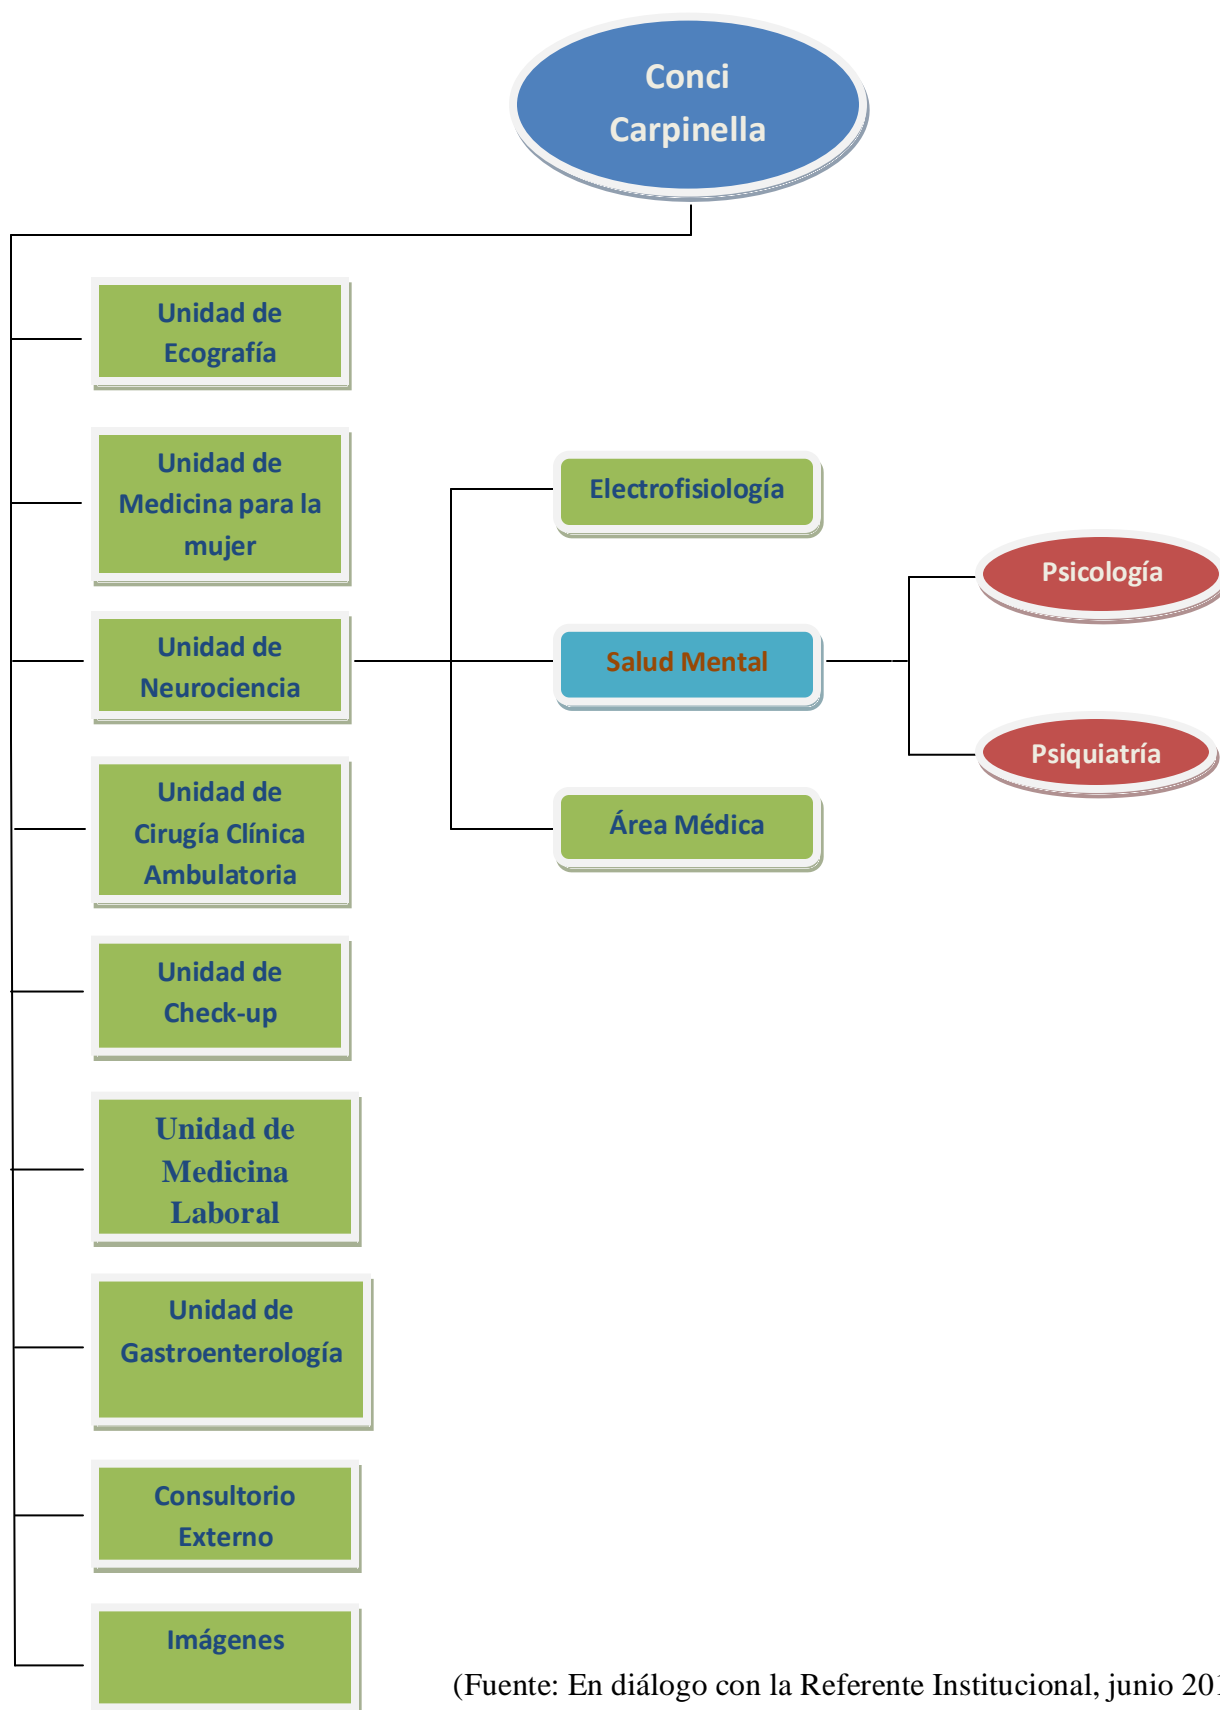 Conci
Carpinella
Unidad de
Ecografía
Unidad de
Medicina para la
mujer
Unidad de
Neurociencia
Electrofisiología
Salud Mental
Área Médica
Psicología
Psiquiatría
Unidad de
Cirugía Clínica
Ambulatoria
Unidad de
Check-up
Unidad de
Medicina
Laboral
Unidad de
Gastroenterología
Consultorio
Externo
Imágenes
(Fuente: En diálogo con la Referente Institucional, junio 201